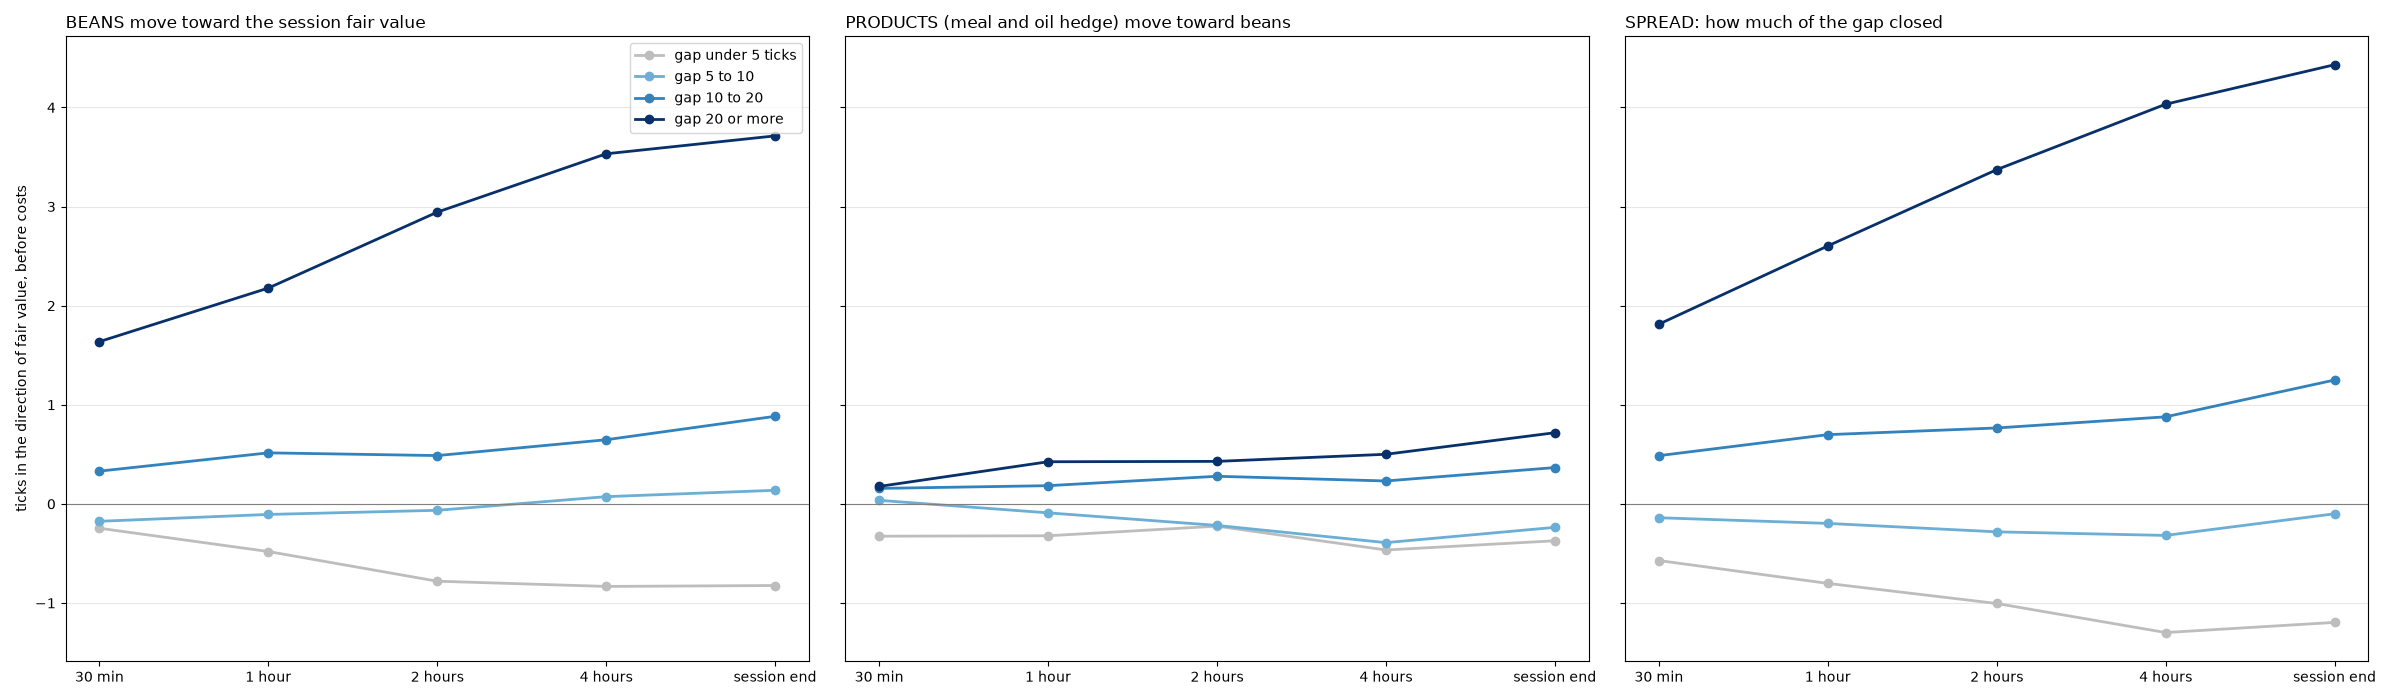 BEANS move toward the session fair value
gap under 5 ticks
gap 5 to 10
gap 10 to 20
gap 20 or more
ticks in the direction of fair value, before costs
4
3
2
1
0
−1
30 min
1 hour
2 hours
4 hours
session end
PRODUCTS (meal and oil hedge) move toward beans
30 min
1 hour
2 hours
4 hours
session end
SPREAD: how much of the gap closed
30 min
1 hour
2 hours
4 hours
session end